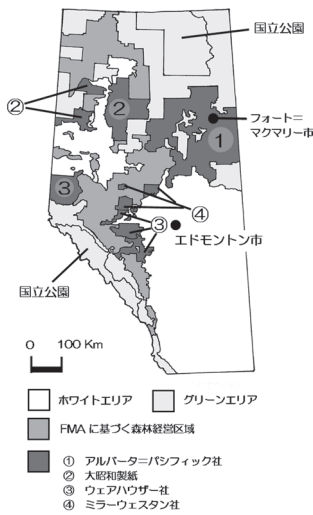 国立公園
②
②
フォート＝
マクマリー市
①
③
④
③
エドモントン市
国立公園
0 100 Km
ホワイトエリア
グリーンエリア
FMAに基づく森林経営区域
① アルバータ＝パシフィック社
② 大昭和製紙
③ ウェアハウザー社
④ ミラーウェスタン社